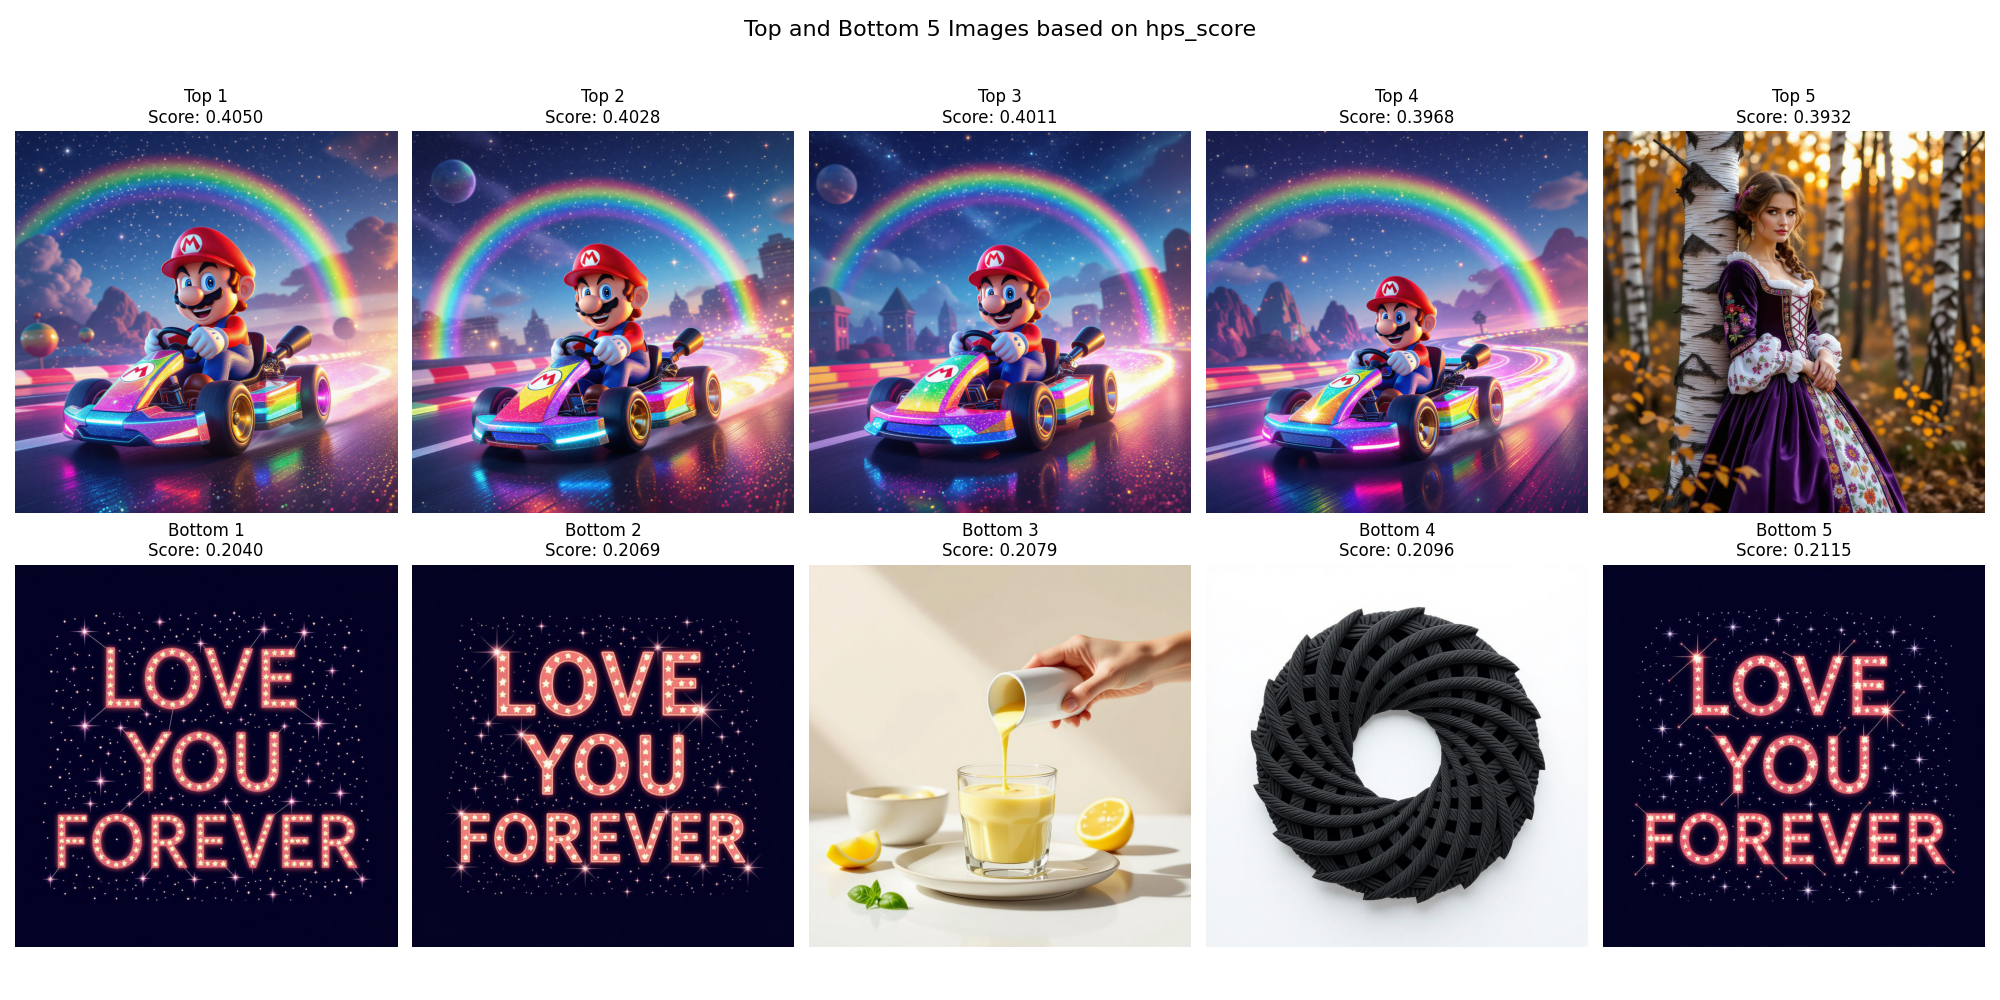 Top and Bottom 5 Images based on hps_score
Top 1
Score: 0.4050
Top 2
Score: 0.4028
Top 3
Score: 0.4011
Top 4
Score: 0.3968
Top 5
Score: 0.3932
M
M
M
M
M
M
M
M
Bottom 1
Score: 0.2040
Bottom 2
Score: 0.2069
Bottom 3
Score: 0.2079
Bottom 4
Score: 0.2096
Bottom 5
Score: 0.2115
LOVE
YOU
FOREVER
LOVE
YOU
FOREVER
LOVE
YOU
FOREVER